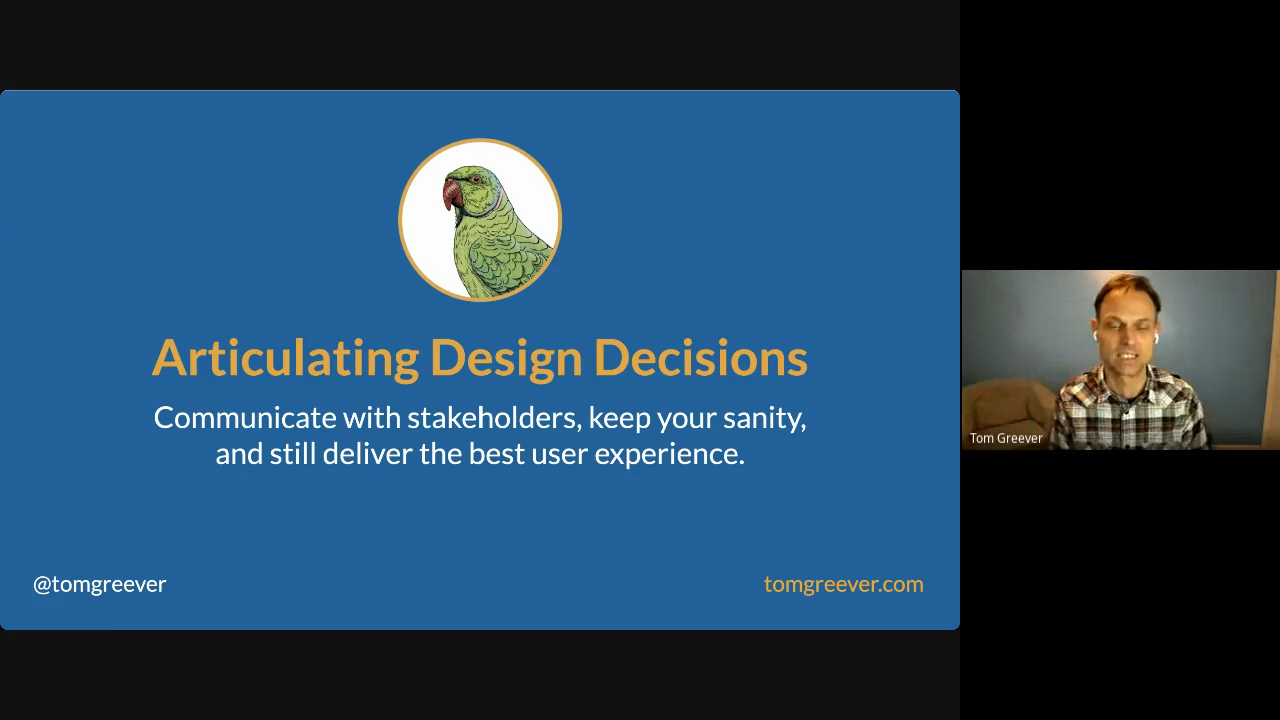 Articulating Design Decisions
Communicate with stakeholders, keep your sanity,
and still deliver the best user experience.
@tomgreever
tomgreever.com
Tom Greever